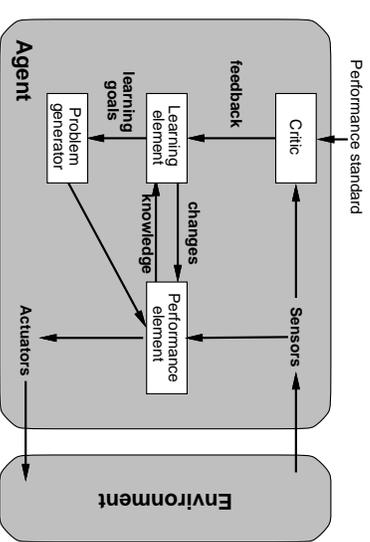 Performance standard
Agent
Critic
Sensors
feedback
Learning
element
changes
knowledge
Performance
element
learning
goals
Problem
generator
Actuators
Environment